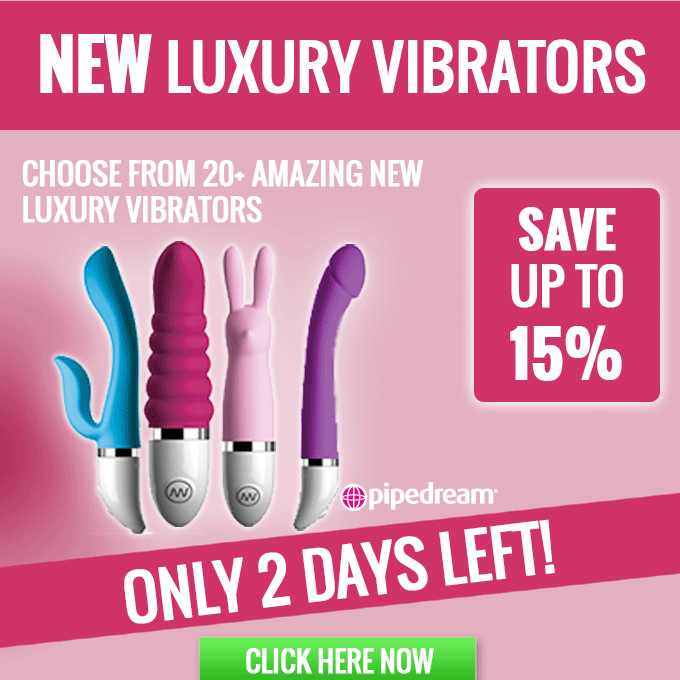 NEW LUXURY VIBRATORS
CHOOSE FROM 20+ AMAZING NEW
LUXURY VIBRATORS
SAVE
UP TO
15%
pipedream
ONLY 2 DAYS LEFT!
CLICK HERE NOW